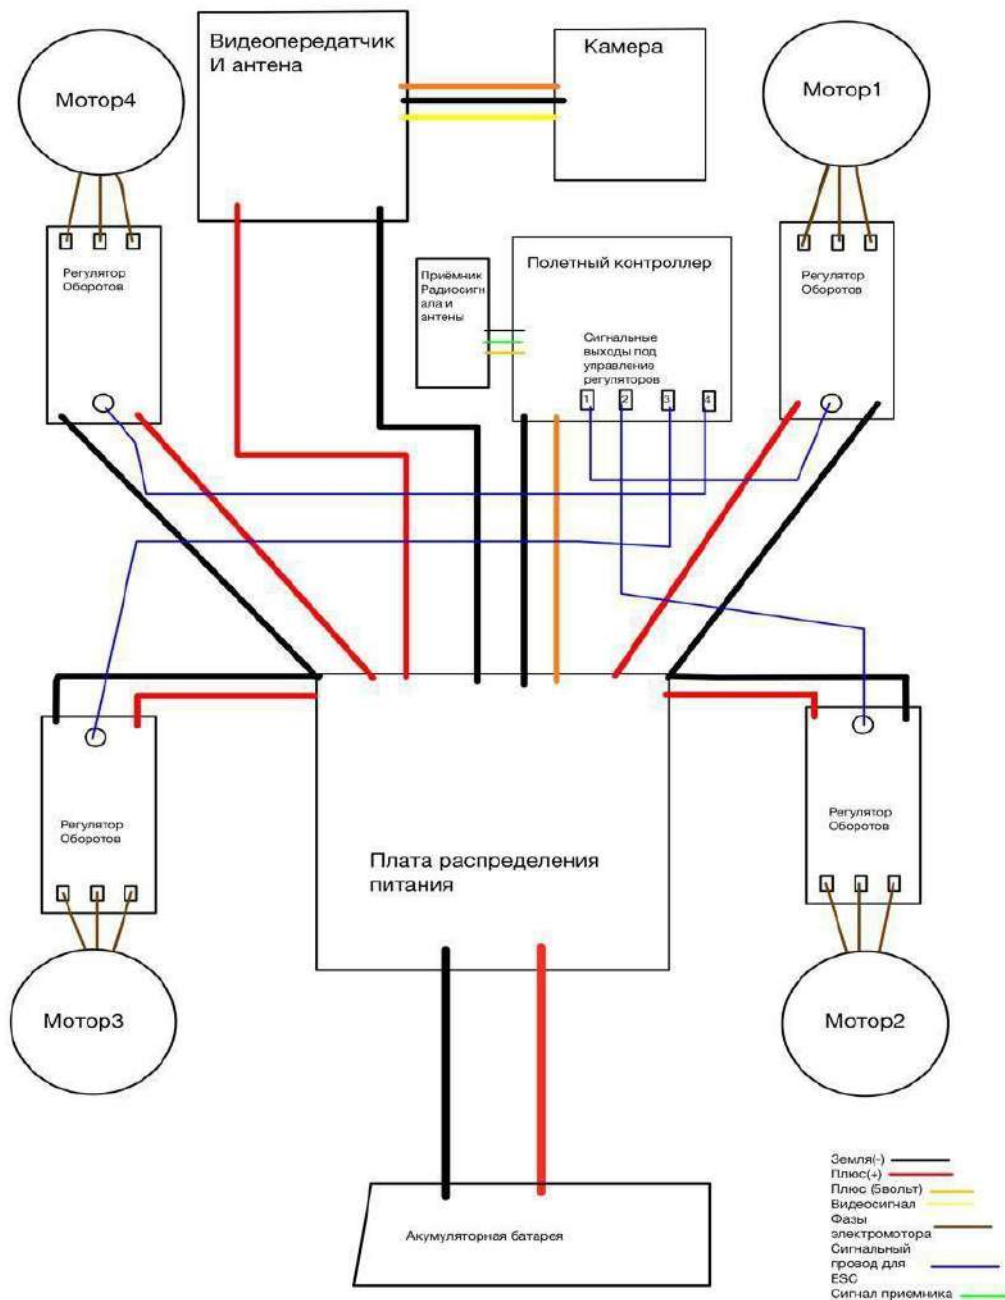 Видеопередатчик
И антена
Камера
Мотор4
Мотор1
Полетный контроллер
Приёмник
Радиосигн
ала и
антены
Регулятор
Оборотов
Регулятор
Оборотов
Сигнальные
выходы под
управление
регуляторов
1
2
3
4
Регулятор
Оборотов
Регулятор
Оборотов
Плата распределения
питания
Мотор3
Мотор2
Акумуляторная батарея
Земля(-)
Плюс(+)
Плюс (5вольт)
Видеосигнал
Фазы
электромотора
Сигнальный
провод для
ESC
Сигнал приемника